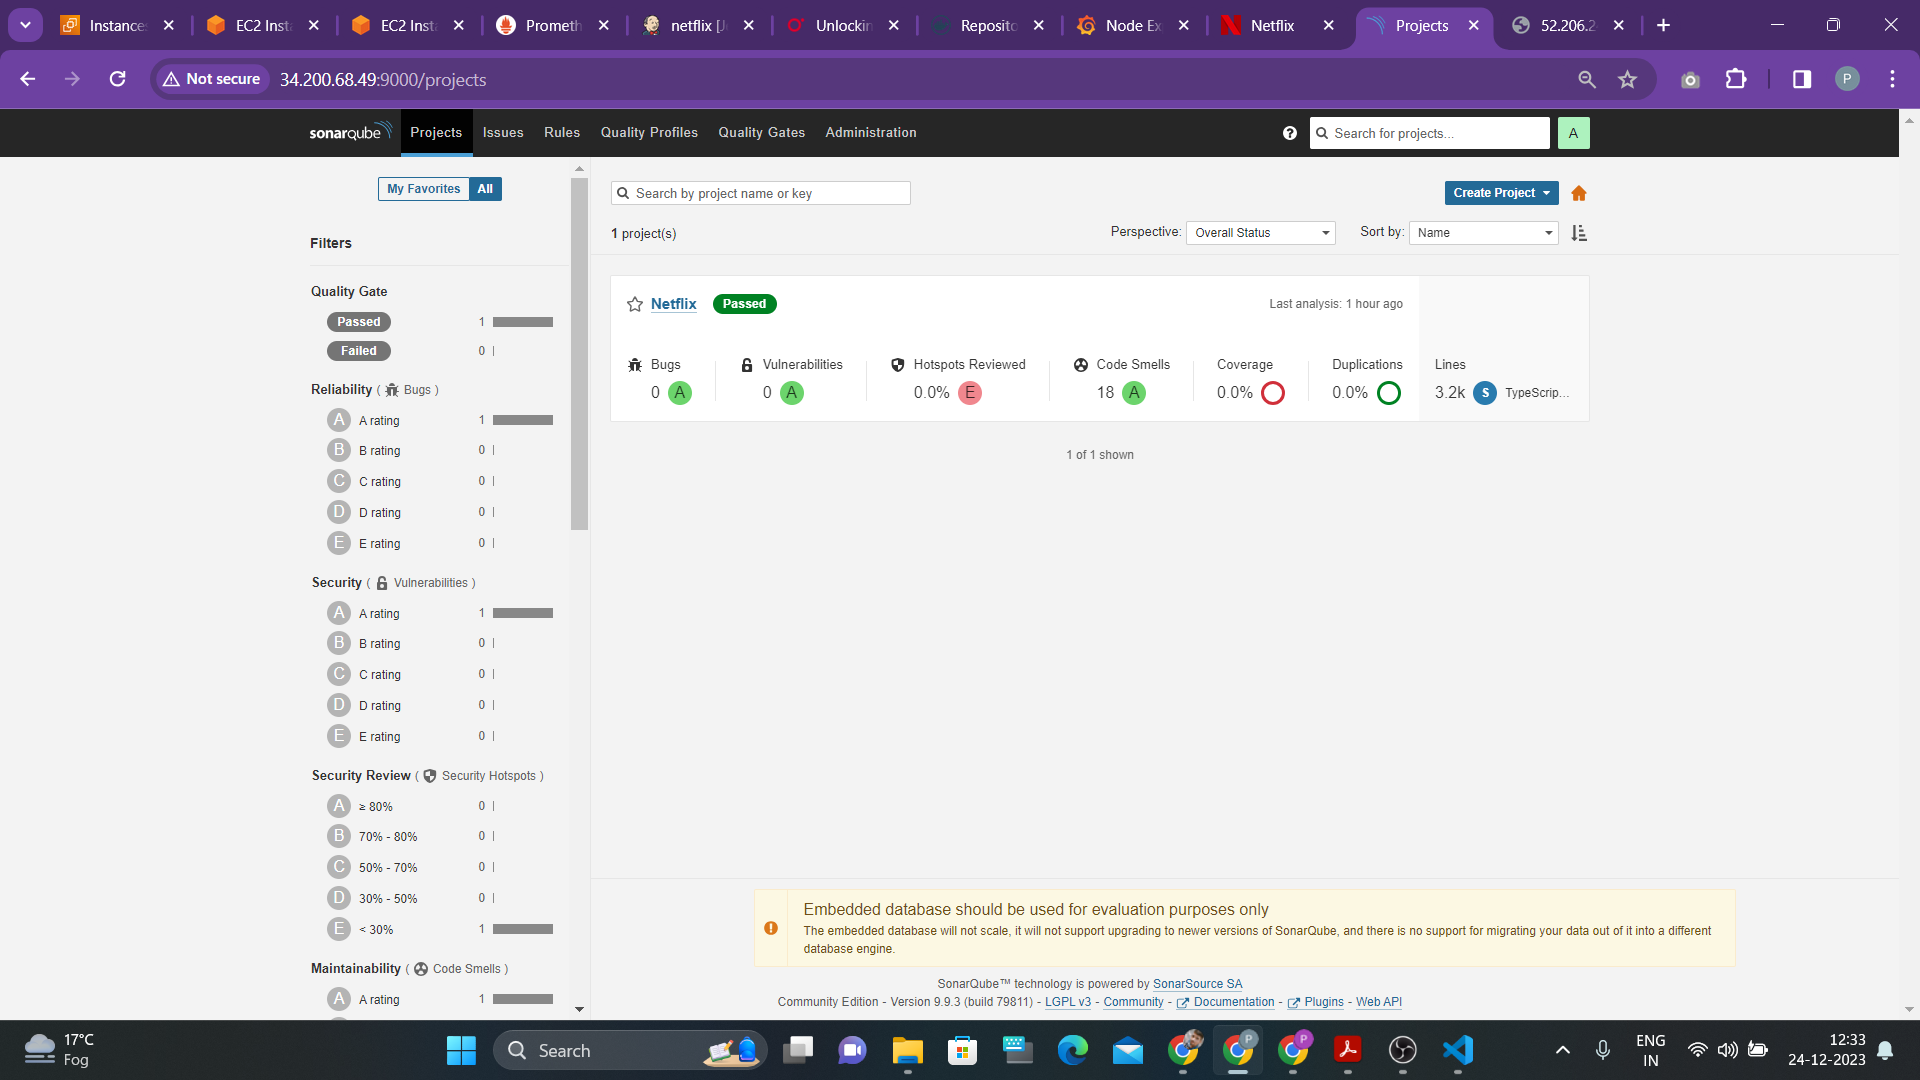 Instances
EC2 Insta
EC2 Insta
Prometh
netflix [Je
Unlockin
Reposito
Node Ex
Netflix
Projects
52.206.2
Not secure
34.200.68.49:9000/projects
P
sonarqube
Projects
Issues
Rules
Quality Profiles
Quality Gates
Administration
Search for projects...
A
My Favorites
All
Search by project name or key
Create Project
1 project(s)
Perspective:
Overall Status
Sort by:
Name
Filters
Quality Gate
Passed 1
Failed 0
Reliability ( Bugs )
A A rating 1
B B rating 0
C C rating 0
D D rating 0
E E rating 0
Security ( Vulnerabilities )
A A rating 1
B B rating 0
C C rating 0
D D rating 0
E E rating 0
Security Review ( Security Hotspots )
A ≥ 80% 0
B 70% - 80% 0
C 50% - 70% 0
D 30% - 50% 0
E < 30% 1
Maintainability ( Code Smells )
A A rating 1
Netflix
Passed
Last analysis: 1 hour ago
Bugs
0 A
Vulnerabilities
0 A
Hotspots Reviewed
0.0% E
Code Smells
18 A
Coverage
0.0%
Duplications
0.0%
Lines
3.2k S TypeScrip...
1 of 1 shown
Embedded database should be used for evaluation purposes only
The embedded database will not scale, it will not support upgrading to newer versions of SonarQube, and there is no support for migrating your data out of it into a different
database engine.
SonarQube™ technology is powered by SonarSource SA
Community Edition - Version 9.9.3 (build 79811) - LGPL v3 - Community - Documentation - Plugins - Web API
17°C
Fog
Search
P
P
ENG
IN
12:33
24-12-2023